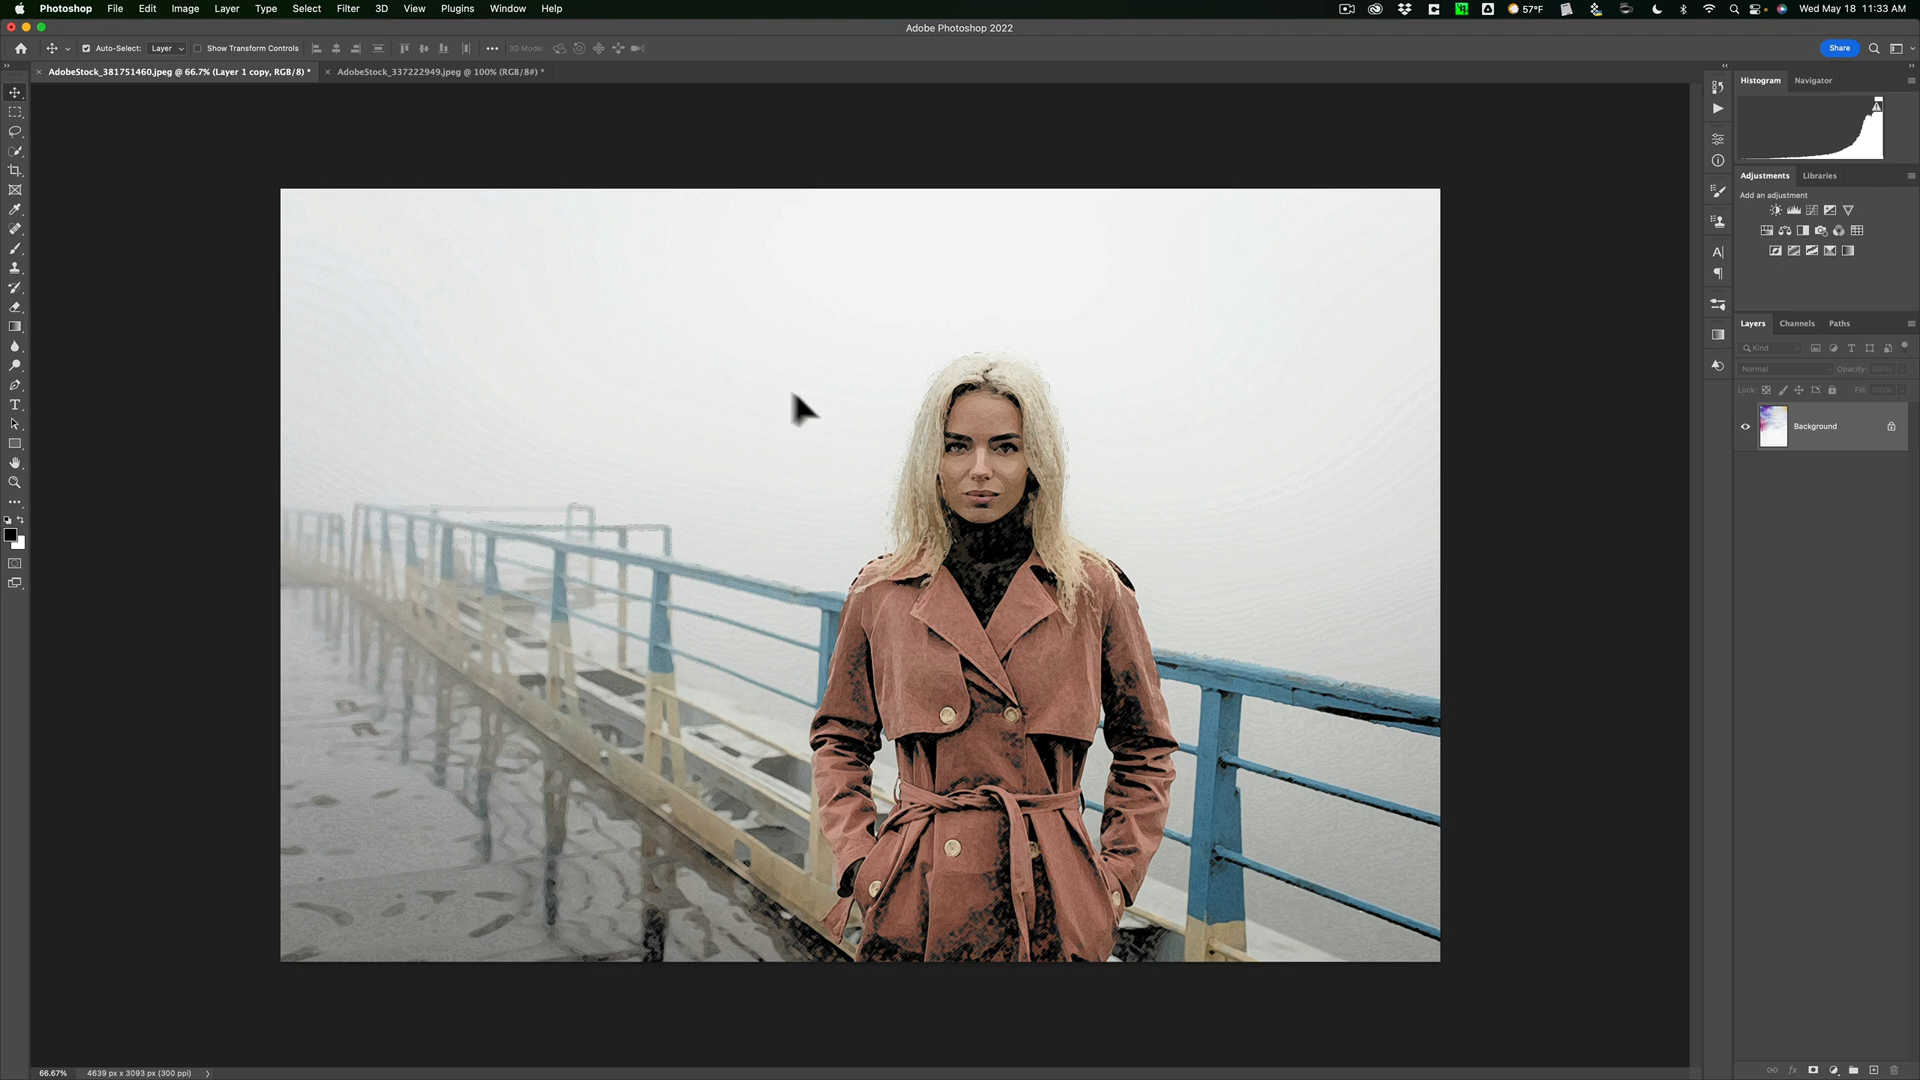 Photoshop File Edit Image Layer Type Select Filter 3D View Plugins Window Help 57°F Wed May 18 11:33 AM
Adobe Photoshop 2022
Auto-Select: Layer Show Transform Controls 3D Mode: Share
AdobeStock_381751460.jpeg @ 66.7% (Layer 1 copy, RGB/8) * AdobeStock_337222949.jpeg @ 100% (RGB/8#) *
Histogram Navigator
Adjustments Libraries
Add an adjustment
Layers Channels Paths
Kind
Normal Opacity: 100%
Lock: Fill: 100%
Background
66.67% 4639 px x 3093 px (300 ppi)